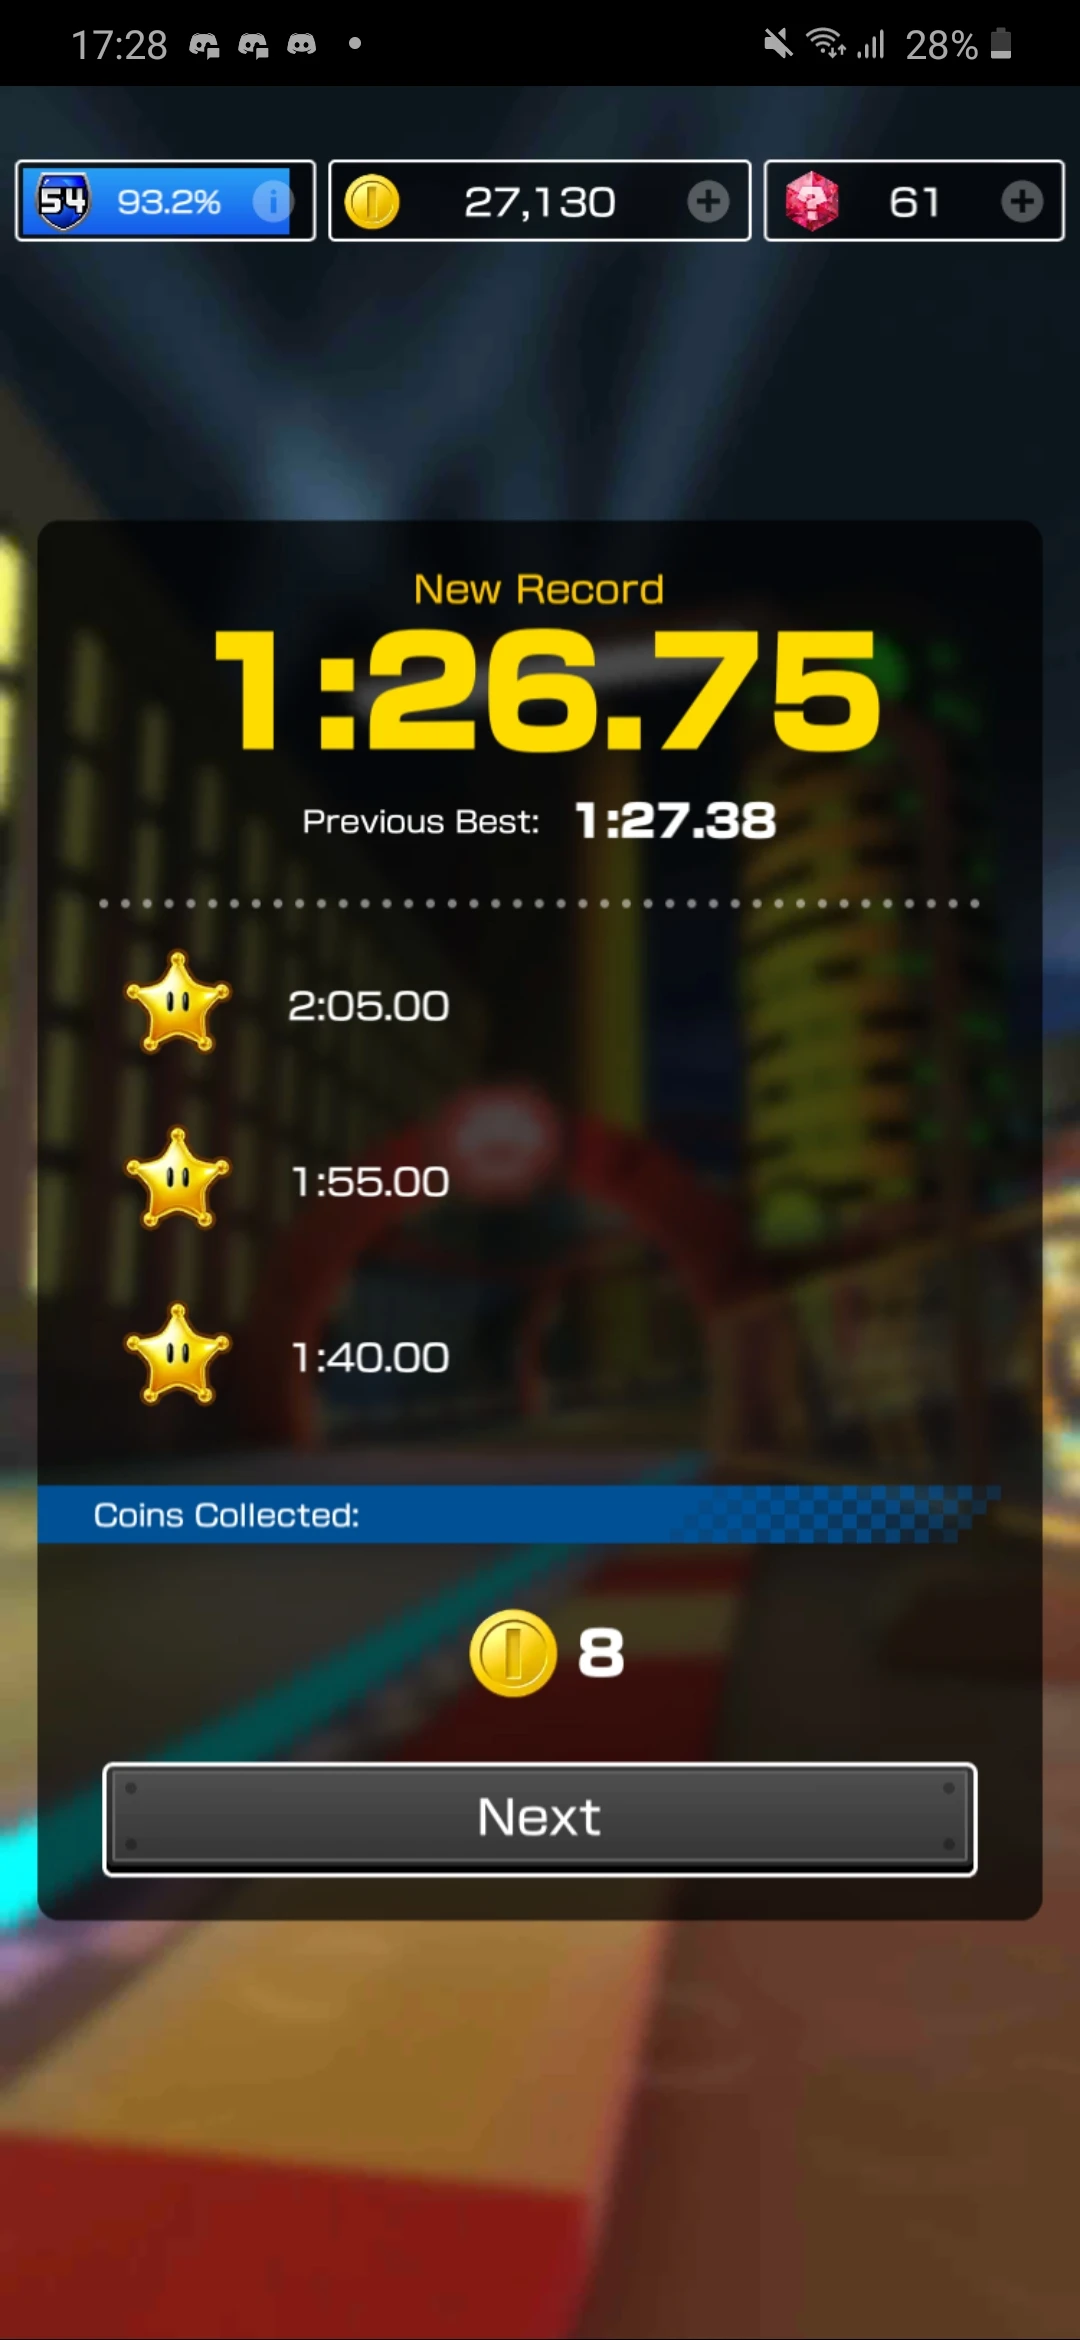 17:28 28%
54 93.2% i 27,130 + 61 +
New Record
1:26.75
Previous Best: 1:27.38
2:05.00
1:55.00
1:40.00
Coins Collected:
8
Next